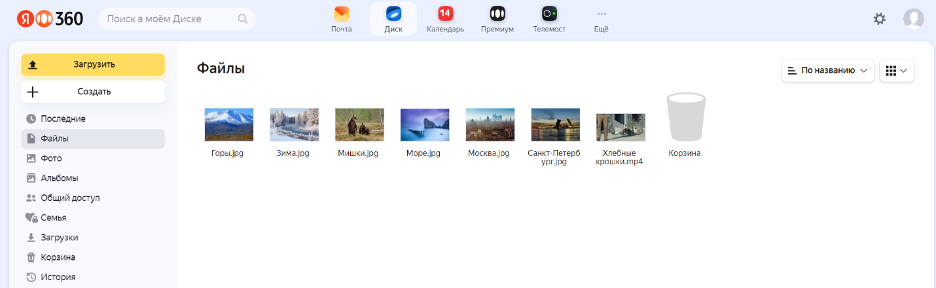 Я 360
Поиск в моём Диске
Почта
Диск
14
Календарь
Премиум
Телемост
Ещё
Загрузить
Создать
Последние
Файлы
Фото
Альбомы
Общий доступ
Семья
Загрузки
Корзина
История
Файлы
По названию
Горы.jpg
Зима.jpg
Мишки.jpg
Море.jpg
Москва.jpg
Санкт-Петерб
ург.jpg
Хлебные
крошки.mp4
Корзина